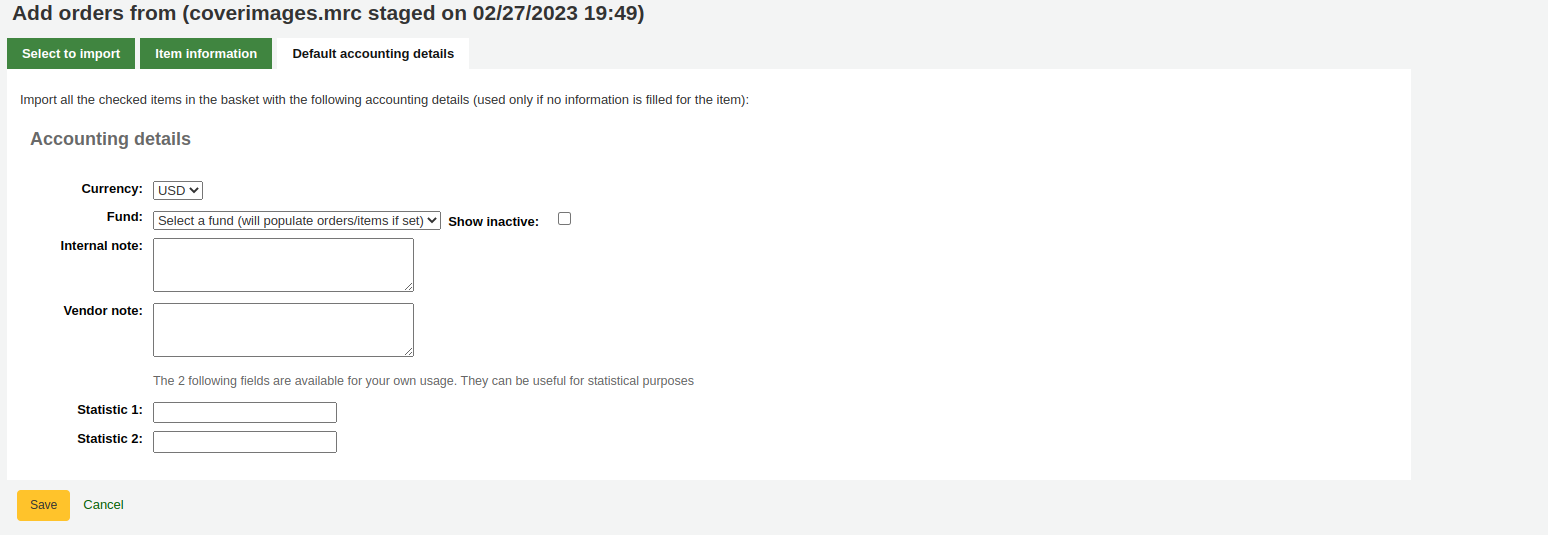 Add orders from (coverimages.mrc staged on 02/27/2023 19:49)
Select to import Item information Default accounting details
Import all the checked items in the basket with the following accounting details (used only if no information is filled for the item):
Accounting details
Currency: USD
Fund: Select a fund (will populate orders/items if set) Show inactive:
Internal note:
Vendor note:
The 2 following fields are available for your own usage. They can be useful for statistical purposes
Statistic 1:
Statistic 2:
Save Cancel